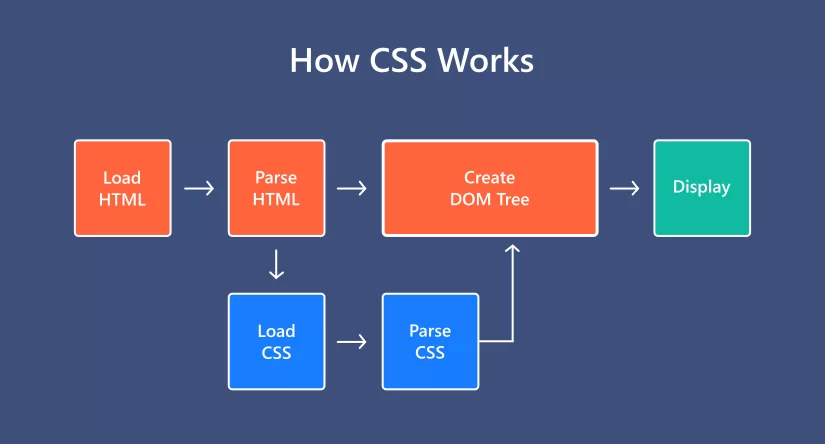 How CSS Works
Load
HTML
Parse
HTML
Create
DOM Tree
Display
Load
CSS
Parse
CSS